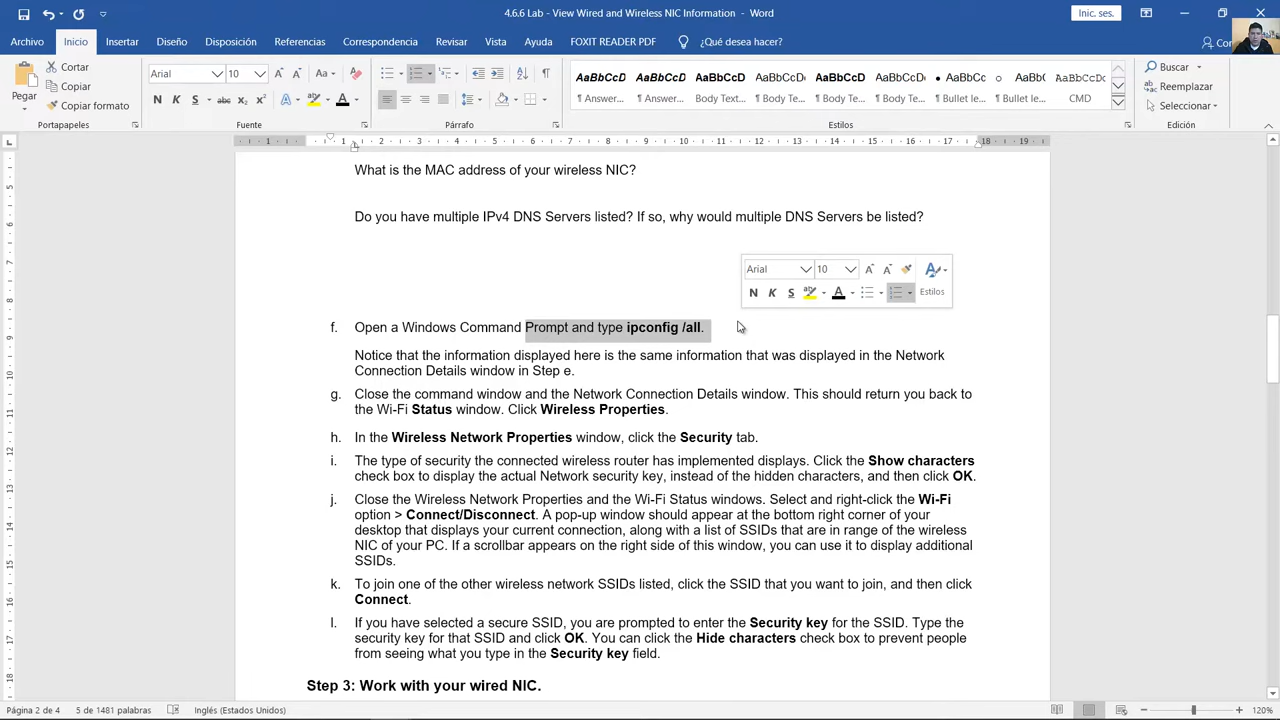 4.6.6 Lab - View Wired and Wireless NIC Information - Word
Inic. ses.
Archivo Inicio Insertar Diseño Disposición Referencias Correspondencia Revisar Vista Ayuda FOXIT READER PDF ¿Qué desea hacer?
Pegar
Cortar
Copiar
Copiar formato
Portapapeles
Arial 10
N K S abc
Fuente
Párrafo
AaBbCcD AaBbCcD AaBbCcD AaBbCcD AaBbCcD AaBbCcD AaBbCc AaBbC AaBbCcD
¶ Answer... ¶ Answer... Body Text... ¶ Body Te... ¶ Body Te... ¶ Body Te... ¶ Bullet le... ¶ Bullet le... CMD
Estilos
Buscar
Reemplazar
Seleccionar
Edición
What is the MAC address of your wireless NIC?
Do you have multiple IPv4 DNS Servers listed? If so, why would multiple DNS Servers be listed?
Arial 10
N K S Estilos
f. Open a Windows Command Prompt and type ipconfig /all.
Notice that the information displayed here is the same information that was displayed in the Network
Connection Details window in Step e.
g. Close the command window and the Network Connection Details window. This should return you back to
the Wi-Fi Status window. Click Wireless Properties.
h. In the Wireless Network Properties window, click the Security tab.
i. The type of security the connected wireless router has implemented displays. Click the Show characters
check box to display the actual Network security key, instead of the hidden characters, and then click OK.
j. Close the Wireless Network Properties and the Wi-Fi Status windows. Select and right-click the Wi-Fi
option > Connect/Disconnect. A pop-up window should appear at the bottom right corner of your
desktop that displays your current connection, along with a list of SSIDs that are in range of the wireless
NIC of your PC. If a scrollbar appears on the right side of this window, you can use it to display additional
SSIDs.
k. To join one of the other wireless network SSIDs listed, click the SSID that you want to join, and then click
Connect.
l. If you have selected a secure SSID, you are prompted to enter the Security key for the SSID. Type the
security key for that SSID and click OK. You can click the Hide characters check box to prevent people
from seeing what you type in the Security key field.
Step 3: Work with your wired NIC.
Página 2 de 4 5 de 1481 palabras Inglés (Estados Unidos) 120%